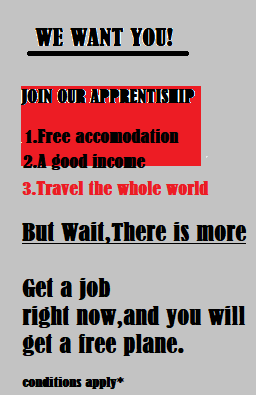 WE WANT YOU!
JOIN OUR APPRENTISHIP
1.Free accomodation
2.A good income
3.Travel the whole world
But Wait,There is more
Get a job
right now,and you will
get a free plane.
conditions apply*